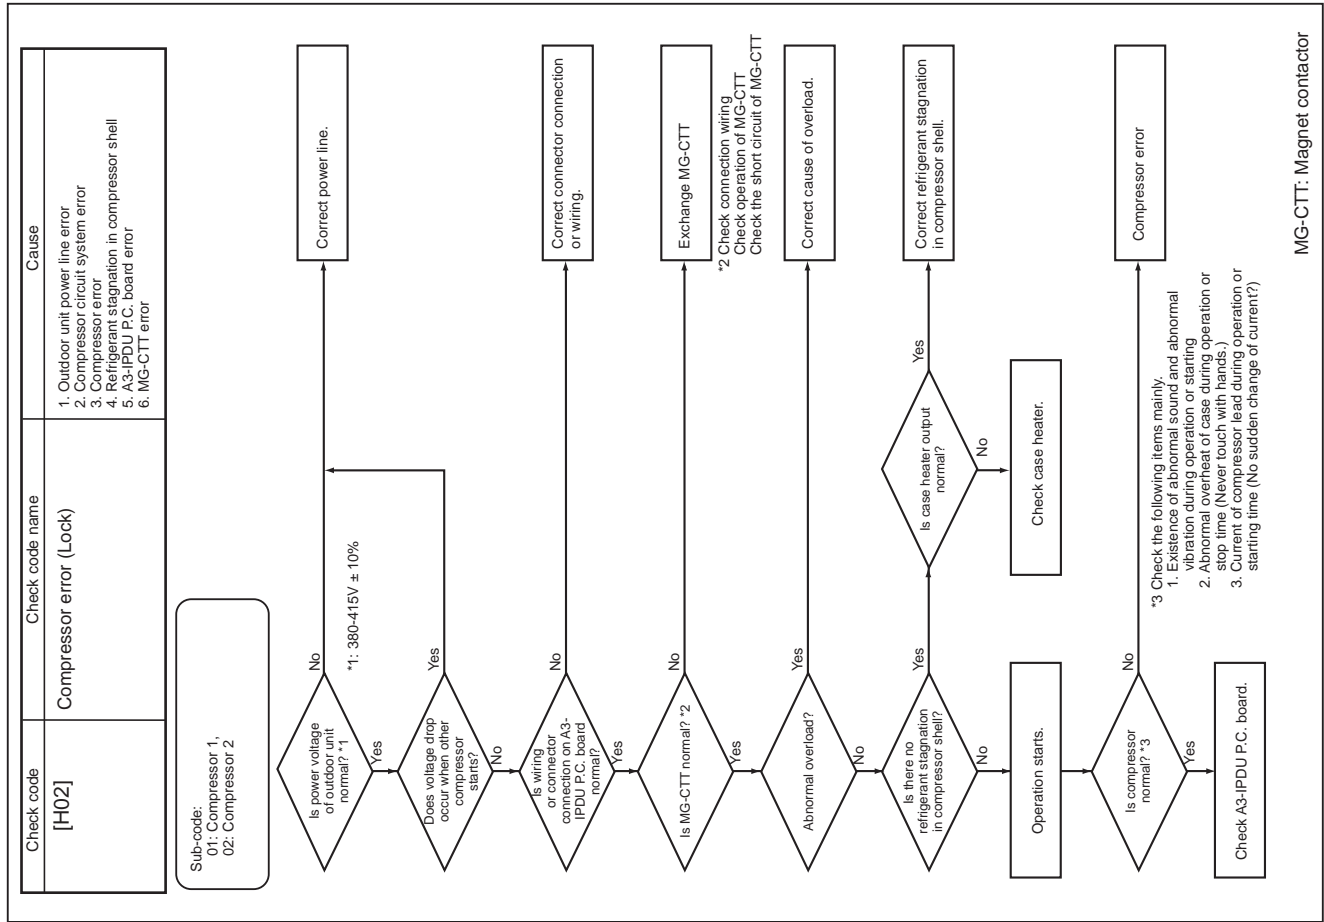 Check code
Check code name
Cause
[H02]
Compressor error (Lock)
1. Outdoor unit power line error
2. Compressor circuit system error
3. Compressor error
4. Refrigerant stagnation in compressor shell
5. A3-IPDU P.C. board error
6. MG-CTT error
Sub-code:
01: Compressor 1,
02: Compressor 2
Is power voltage
of outdoor unit
normal? *1
No
Yes
*1: 380-415V ± 10%
Correct power line.
Does voltage drop
occur when other
compressor
starts?
Yes
No
Is wiring
or connector
connection on A3-
IPDU P.C. board
normal?
No
Yes
Correct connector connection
or wiring.
Is MG-CTT normal? *2
No
Yes
Exchange MG-CTT
*2 Check connection wiring
Check operation of MG-CTT
Check the short circuit of MG-CTT
Abnormal overload?
Yes
No
Correct cause of overload.
Is there no
refrigerant stagnation
in compressor shell?
Yes
No
Is case heater output
normal?
Yes
No
Correct refrigerant stagnation
in compressor shell.
Check case heater.
Operation starts.
Is compressor
normal? *3
No
Yes
Compressor error
*3 Check the following items mainly.
1. Existence of abnormal sound and abnormal
vibration during operation or starting
2. Abnormal overheat of case during operation or
stop time (Never touch with hands.)
3. Current of compressor lead during operation or
starting time (No sudden change of current?)
Check A3-IPDU P.C. board.
MG-CTT: Magnet contactor